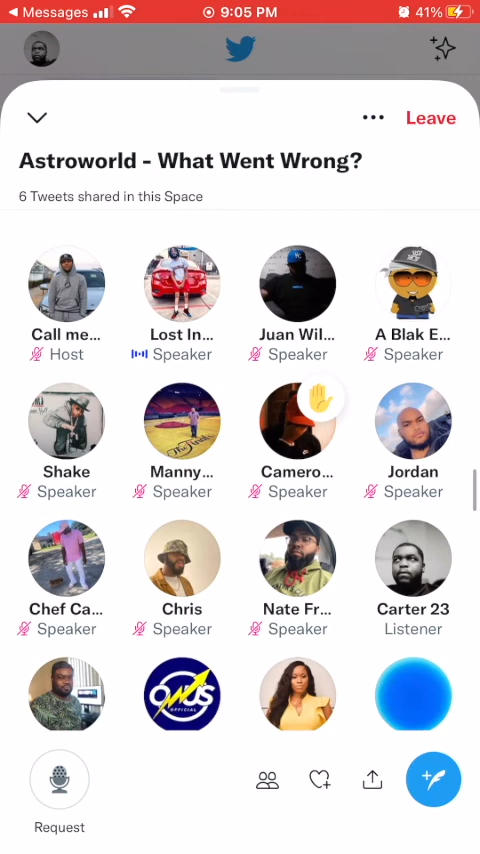 Messages 9:05 PM 41%
Leave
Astroworld - What Went Wrong?
6 Tweets shared in this Space
Call me... Lost In... Juan Wil... A Blak E...
Host Speaker Speaker Speaker
Shake Manny... Camero... Jordan
Speaker Speaker Speaker Speaker
Chef Ca... Chris Nate Fr... Carter 23
Speaker Speaker Speaker Listener
ONUS
OFFICIAL
Request